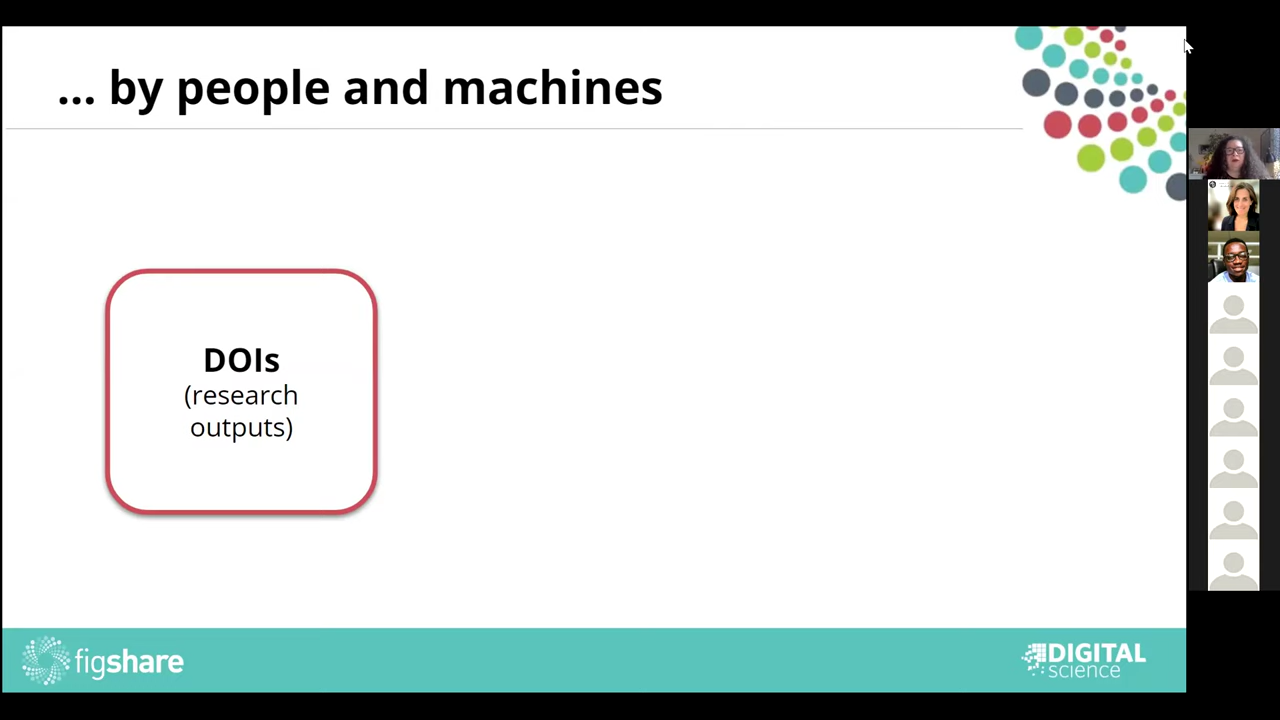 ... by people and machines
DOIs
(research
outputs)
figshare
DIGITAL
science